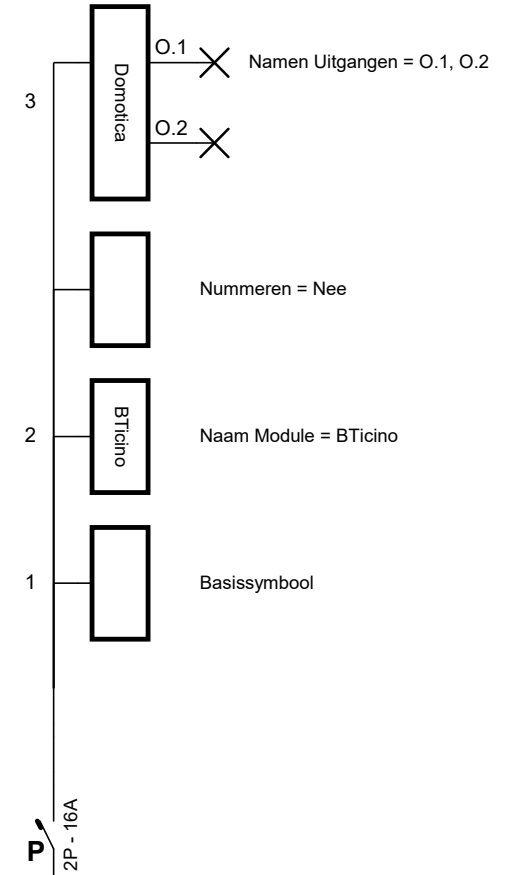 O.1
Namen Uitgangen = O.1, O.2
3
Domotica
O.2
Nummeren = Nee
2
BTicino
Naam Module = BTicino
1
Basissymbool
P
2P - 16A